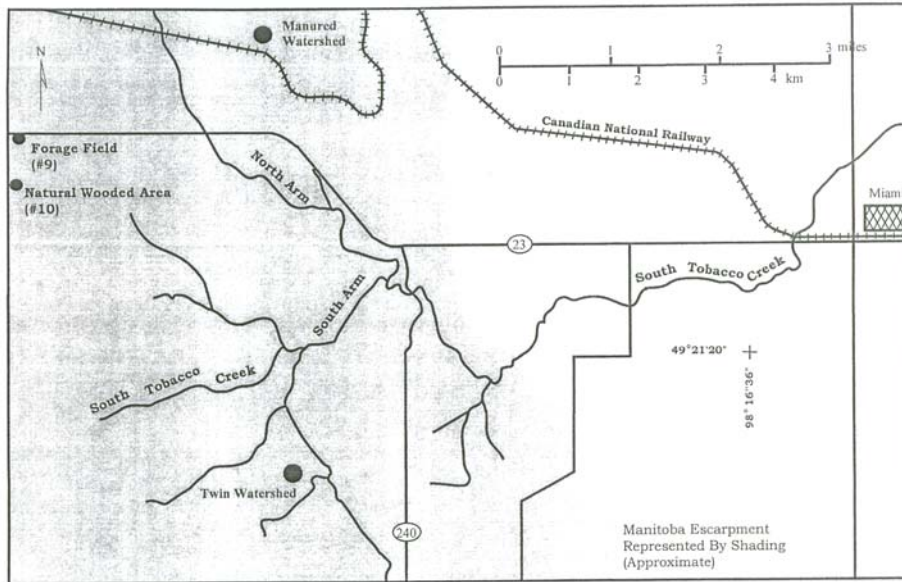 Manured
Watershed
N
0 1 2 3 miles
0 1 2 3 4 km
Canadian National Railway
Forage Field
(#9)
North Arm
Natural Wooded Area
(#10)
Miam
23
South Tobacco Creek
South Arm
49°21'20"
98° 16"36"
South Tobacco Creek
Twin Watershed
240
Manitoba Escarpment
Represented By Shading
(Approximate)